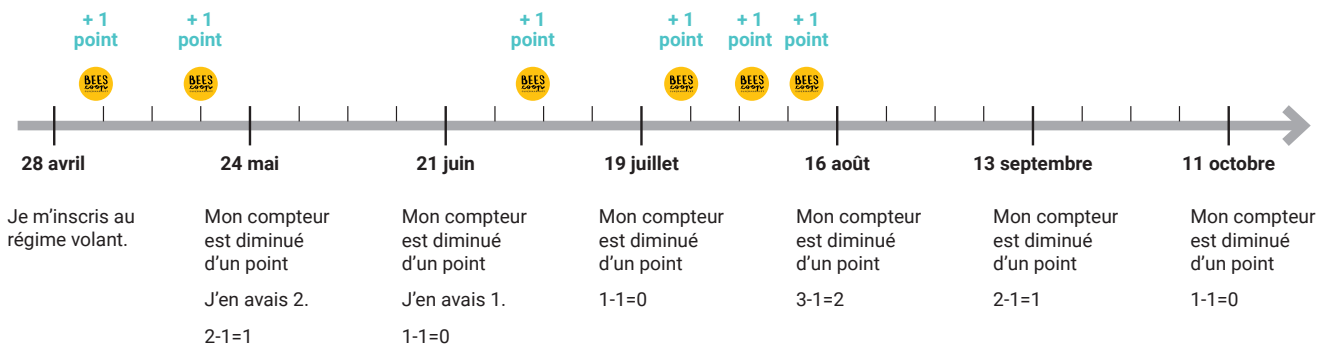 + 1
point
+ 1
point
+ 1
point
+ 1
point
+ 1
point
+ 1
point
BEES
coop
BEES
coop
BEES
coop
BEES
coop
BEES
coop
BEES
coop
28 avril
24 mai
21 juin
19 juillet
16 août
13 septembre
11 octobre
Je m’inscris au
régime volant.
Mon compteur
est diminué
d’un point
J’en avais 2.
2-1=1
Mon compteur
est diminué
d’un point
J’en avais 1.
1-1=0
Mon compteur
est diminué
d’un point
1-1=0
Mon compteur
est diminué
d’un point
3-1=2
Mon compteur
est diminué
d’un point
2-1=1
Mon compteur
est diminué
d’un point
1-1=0